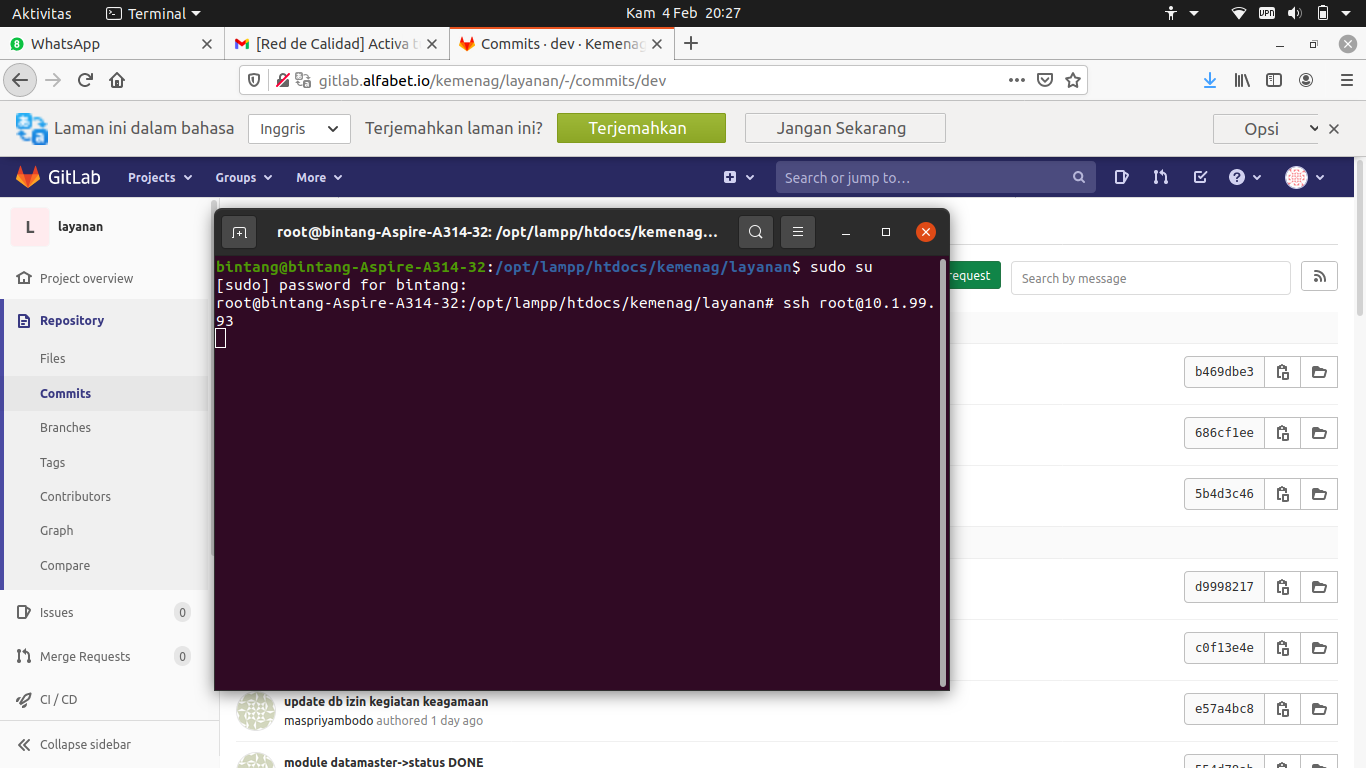 Aktivitas
Terminal
Kam 4 Feb 20:27
VPN
8
WhatsApp
[Red de Calidad] Activa t
Commits · dev · Kemenag
gitlab.alfabet.io/kemenag/layanan/-/commits/dev
Laman ini dalam bahasa
Inggris
Terjemahkan laman ini?
Terjemahkan
Jangan Sekarang
Opsi
GitLab
Projects
Groups
More
Search or jump to…
L
layanan
root@bintang-Aspire-A314-32: /opt/lampp/htdocs/kemenag...
bintang@bintang-Aspire-A314-32:/opt/lampp/htdocs/kemenag/layanan$ sudo su
[sudo] password for bintang:
root@bintang-Aspire-A314-32:/opt/lampp/htdocs/kemenag/layanan# ssh root@10.1.99.
93
request
Search by message
Project overview
Repository
Files
Commits
Branches
Tags
Contributors
Graph
Compare
Issues
0
Merge Requests
0
CI / CD
Collapse sidebar
b469dbe3
686cf1ee
5b4d3c46
d9998217
c0f13e4e
update db izin kegiatan keagamaan
maspriyambodo authored 1 day ago
e57a4bc8
module datamaster->status DONE